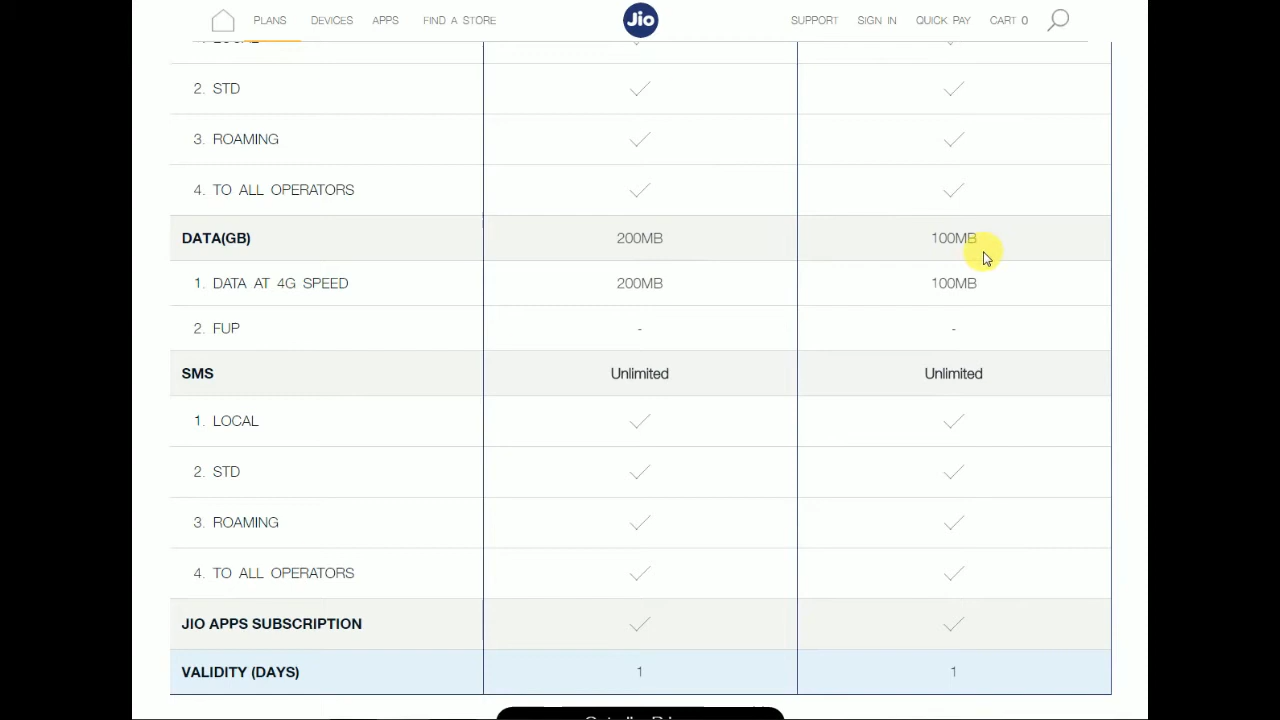 PLANS DEVICES APPS FIND A STORE Jio SUPPORT SIGN IN QUICK PAY CART 0
1. LOCAL
2. STD
3. ROAMING
4. TO ALL OPERATORS
DATA(GB) 200MB 100MB
1. DATA AT 4G SPEED 200MB 100MB
2. FUP - -
SMS Unlimited Unlimited
1. LOCAL
2. STD
3. ROAMING
4. TO ALL OPERATORS
JIO APPS SUBSCRIPTION
VALIDITY (DAYS) 1 1